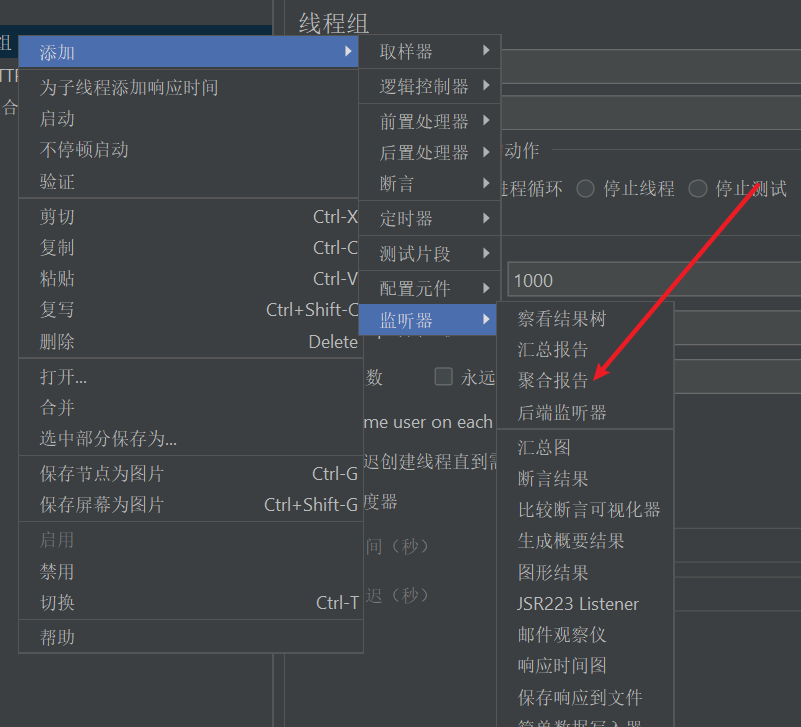 线程组
组
添加
为子线程添加响应时间
启动
不停顿启动
验证
剪切 Ctrl-X
复制 Ctrl-C
粘贴 Ctrl-V
复写 Ctrl+Shift-C
删除 Delete
打开...
合并
选中部分保存为...
保存节点为图片 Ctrl-G
保存屏幕为图片 Ctrl+Shift-G
启用
禁用
切换 Ctrl-T
帮助
取样器
逻辑控制器
前置处理器
后置处理器
断言
定时器
测试片段
配置元件
监听器
动作
进程循环 停止线程 停止测试
1000
数 永远
me user on each
迟创建线程直到需
度器
间（秒）
迟（秒）
察看结果树
汇总报告
聚合报告
后端监听器
汇总图
断言结果
比较断言可视化器
生成概要结果
图形结果
JSR223 Listener
邮件观察仪
响应时间图
保存响应到文件
简单数据写入器